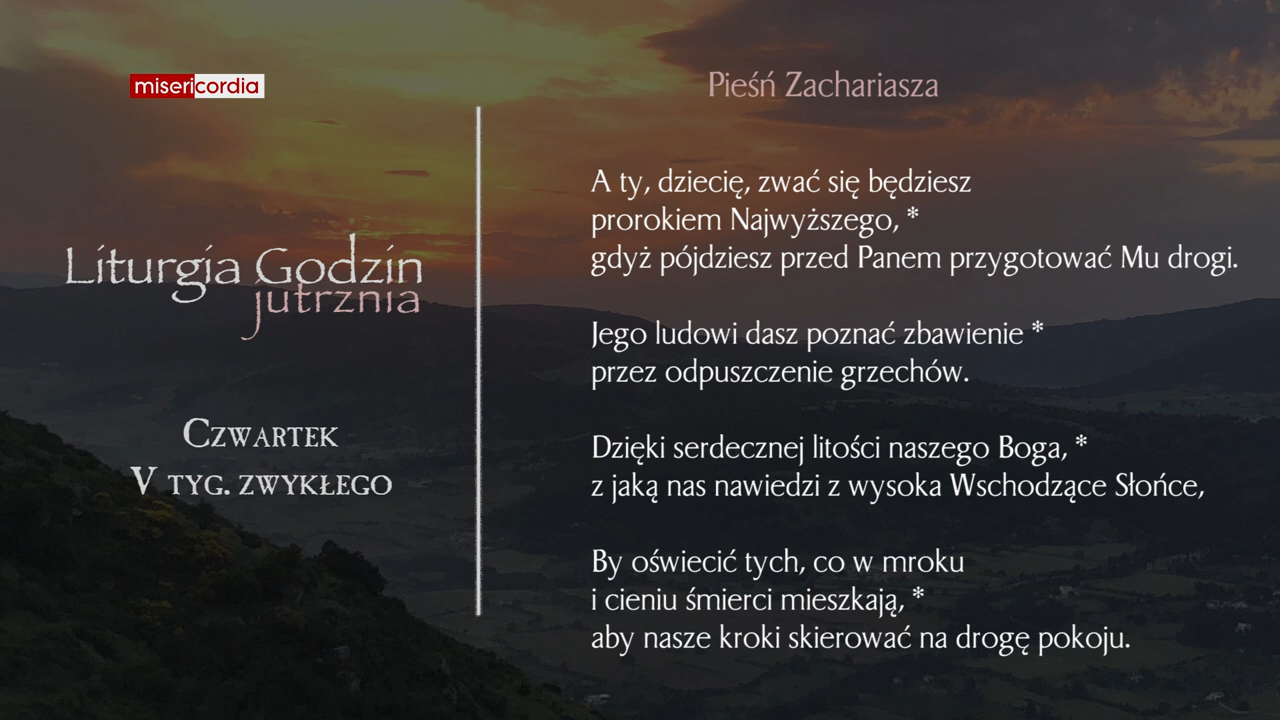 misericordia
Liturgia Godzin
jutrznia
Czwartek
V tyg. zwykłego
Pieśń Zachariasza
A ty, dziecię, zwać się będziesz
prorokiem Najwyższego, *
gdyż pójdziesz przed Panem przygotować Mu drogi.
Jego ludowi dasz poznać zbawienie *
przez odpuszczenie grzechów.
Dzięki serdecznej litości naszego Boga, *
z jaką nas nawiedzi z wysoka Wschodzące Słońce,
By oświecić tych, co w mroku
i cieniu śmierci mieszkają, *
aby nasze kroki skierować na drogę pokoju.